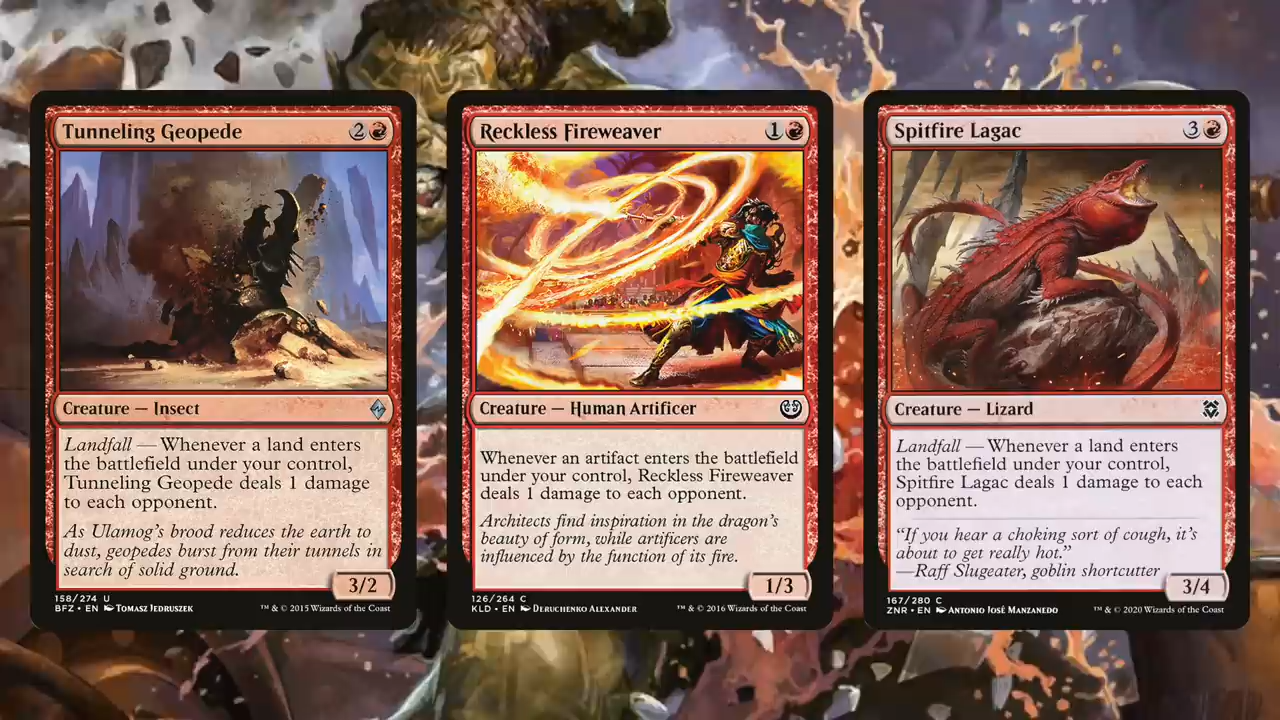 Tunneling Geopede 2
Creature — Insect
Landfall — Whenever a land enters
the battlefield under your control,
Tunneling Geopede deals 1 damage
to each opponent.
As Ulamog's brood reduces the earth to
dust, geopedes burst from their tunnels in
search of solid ground.
3/2
158/274 U
BFZ • EN Tomasz Jedruszek ™ & © 2015 Wizards of the Coast
Reckless Fireweaver 1
Creature — Human Artificer
Whenever an artifact enters the battlefield
under your control, Reckless Fireweaver
deals 1 damage to each opponent.
Architects find inspiration in the dragon's
beauty of form, while artificers are
influenced by the function of its fire.
1/3
126/264 C
KLD • EN Deruchenko Alexander ™ & © 2016 Wizards of the Coast
Spitfire Lagac 3
Creature — Lizard
Landfall — Whenever a land enters
the battlefield under your control,
Spitfire Lagac deals 1 damage to each
opponent.
"If you hear a choking sort of cough, it's
about to get really hot."
—Raff Slugeater, goblin shortcutter
3/4
167/280 C
ZNR • EN Antonio José Manzanedo ™ & © 2020 Wizards of the Coast